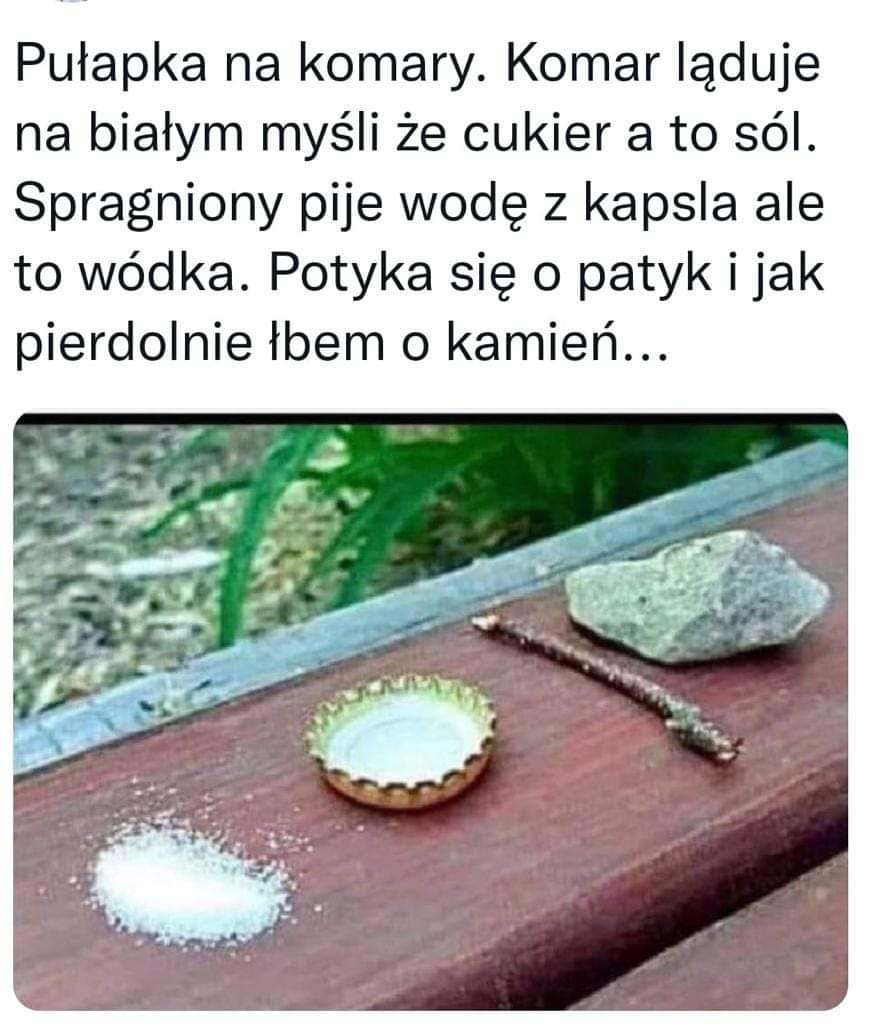 Pułapka na komary. Komar ląduje
na białym myśli że cukier a to sól.
Spragniony pije wodę z kapsla ale
to wódka. Potyka się o patyk i jak
pierdolnie łbem o kamień...